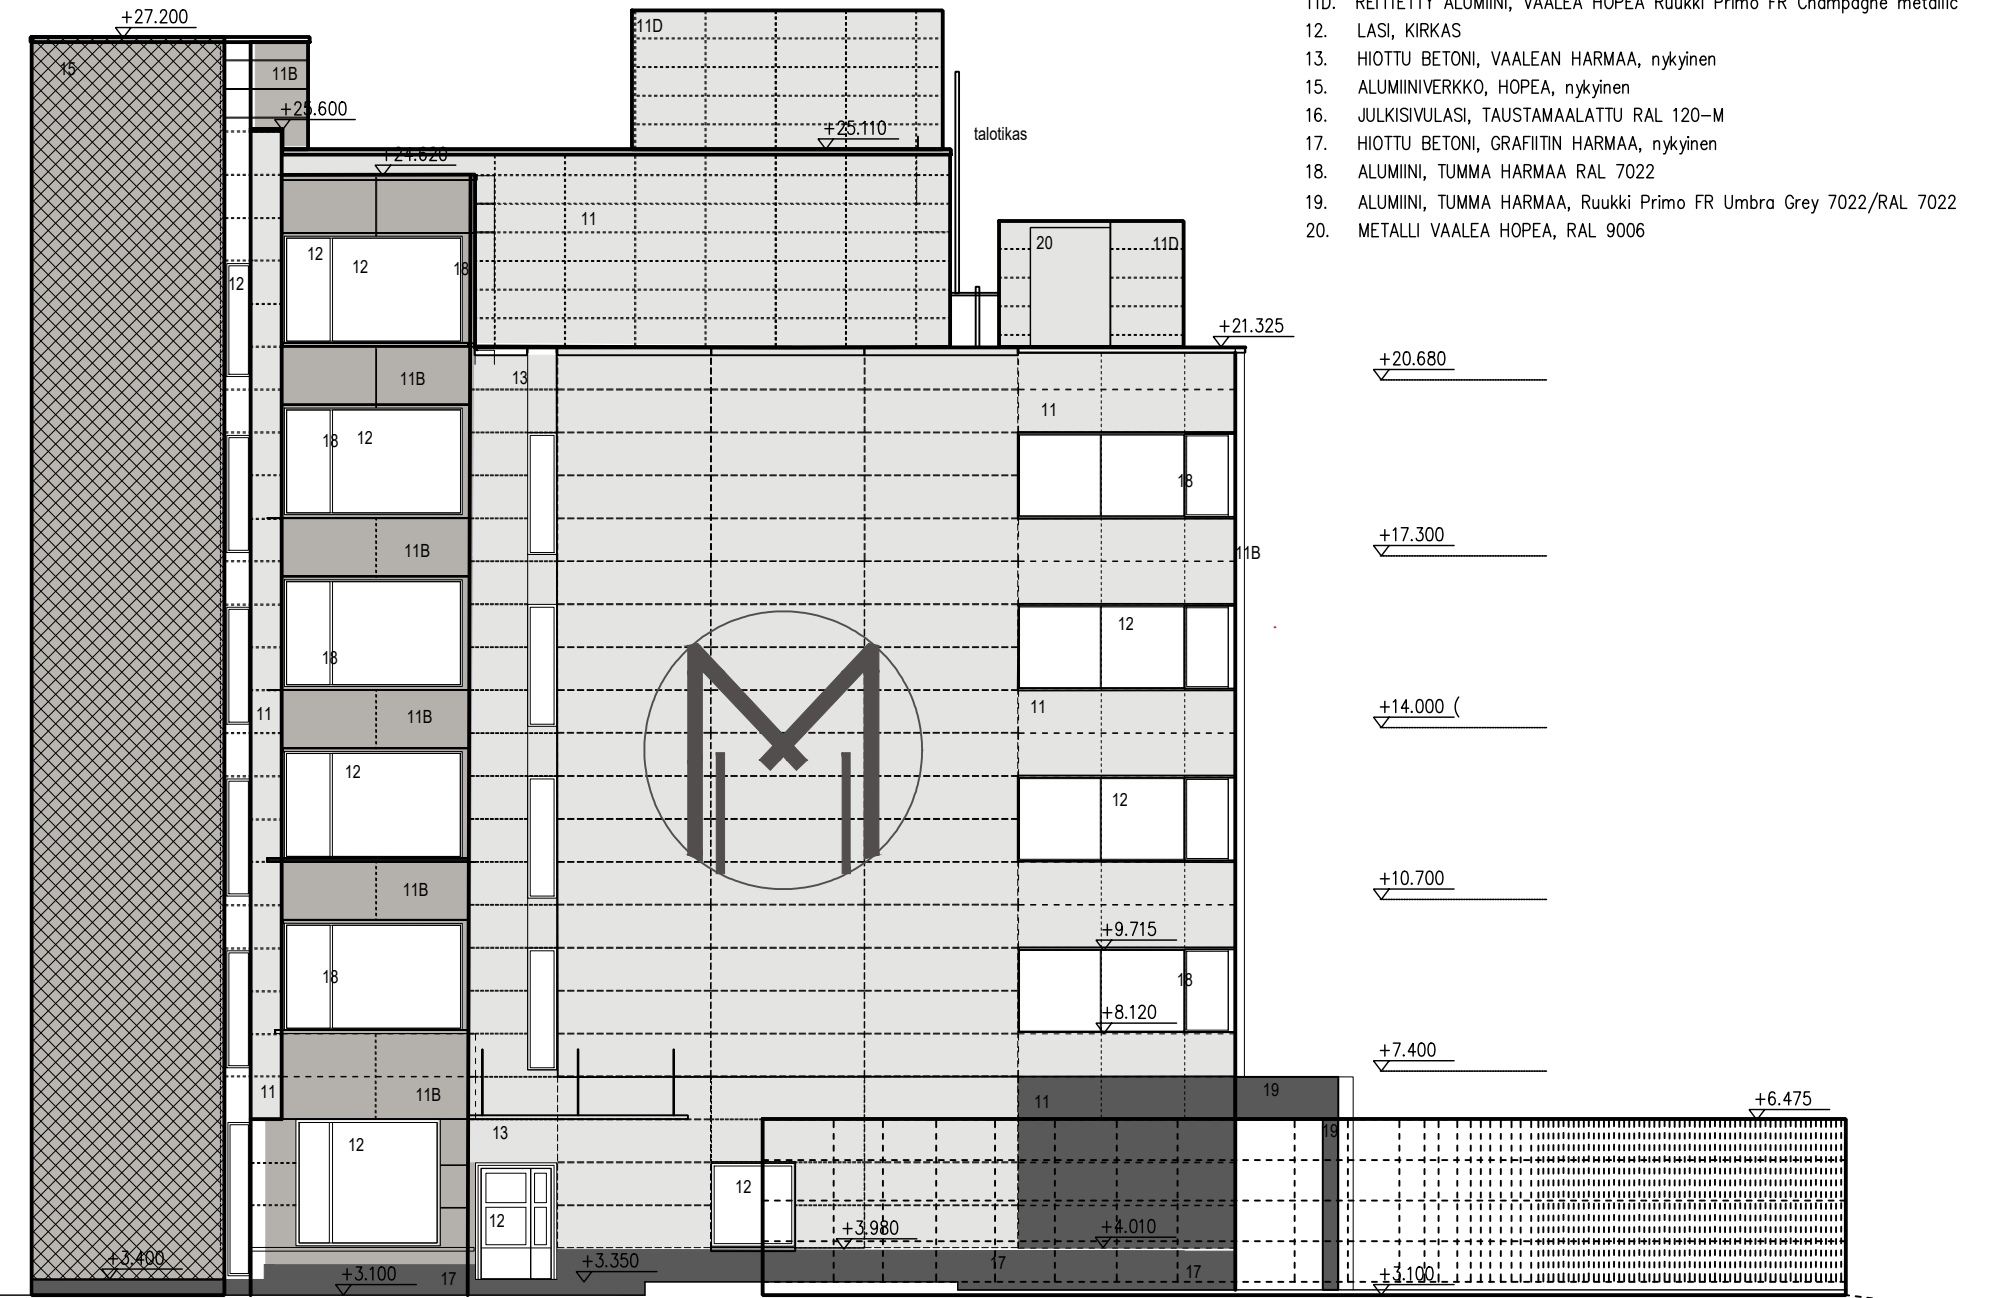 11D. REITITETTY ALUMIINI, VAALEA HOPEA Ruukki Primo FR Champagne metallic
+27.200
11D
12. LASI, KIRKAS
13. HIOTTU BETONI, VAALEAN HARMAA, nykyinen
15
11B
15. ALUMIINIVERKKO, HOPEA, nykyinen
+25.600
16. JULKISIVULASI, TAUSTAMAALATTU RAL 120-M
+25.110
talotikas
17. HIOTTU BETONI, GRAFIITIN HARMAA, nykyinen
+24.620
18. ALUMIINI, TUMMA HARMAA RAL 7022
19. ALUMIINI, TUMMA HARMAA, Ruukki Primo FR Umbra Grey 7022/RAL 7022
11
20. METALLI VAALEA HOPEA, RAL 9006
12
12
18
20
11D
12
+21.325
+20.680
11B
13
11
18
12
18
+17.300
11B
11B
12
18
11
11B
11
+14.000 (
12
12
11B
+10.700
+9.715
18
18
+8.120
+7.400
11
11B
11
19
+6.475
13
19
12
12
12
+3.980
+4.010
+3.400
+3.100
17
+3.350
17
17
+3.100